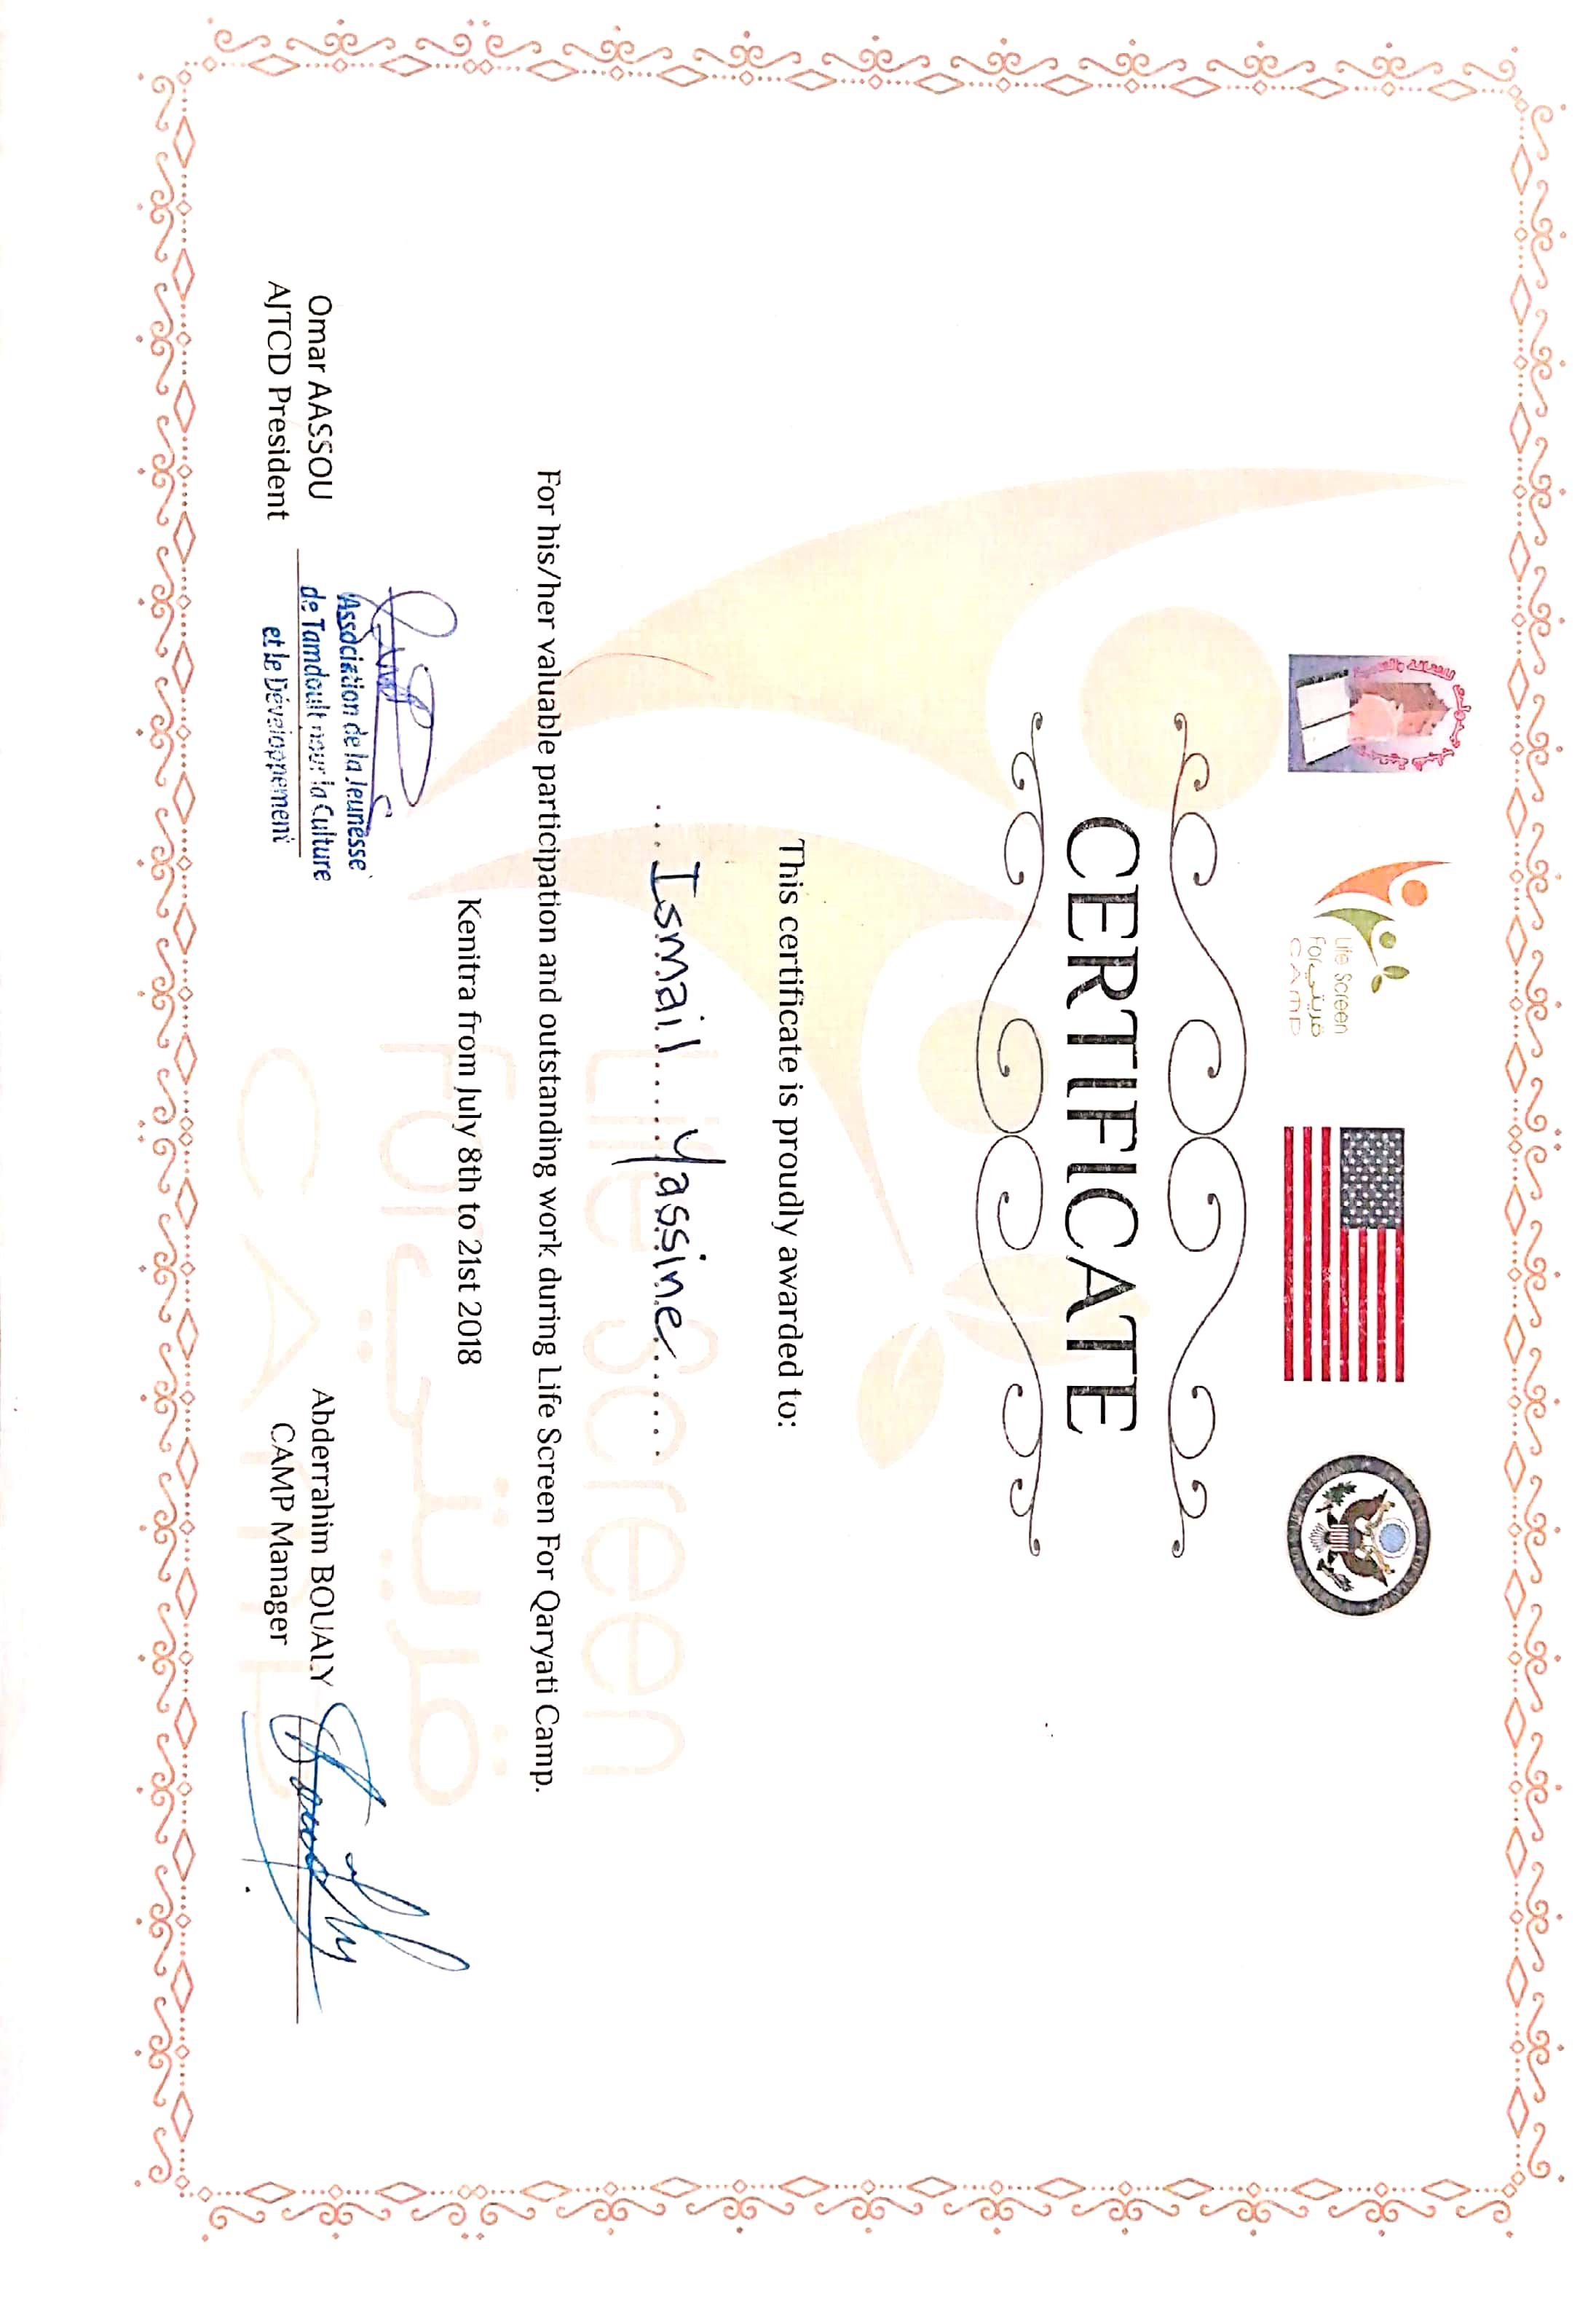 Life Screen
For قريتي
CAMP
CERTIFICATE
This certificate is proudly awarded to:
Ismail Yassine
For his/her valuable participation and outstanding work during Life Screen For Qaryati Camp.
Kenitra from July 8th to 21st 2018
Association de la Jeunesse
de Tamdoult pour la Culture
et le Développement
Omar AASSOU
AJTCD President
Abderrahim BOUALY
CAMP Manager
Life Screen
For قريتي
CAMP